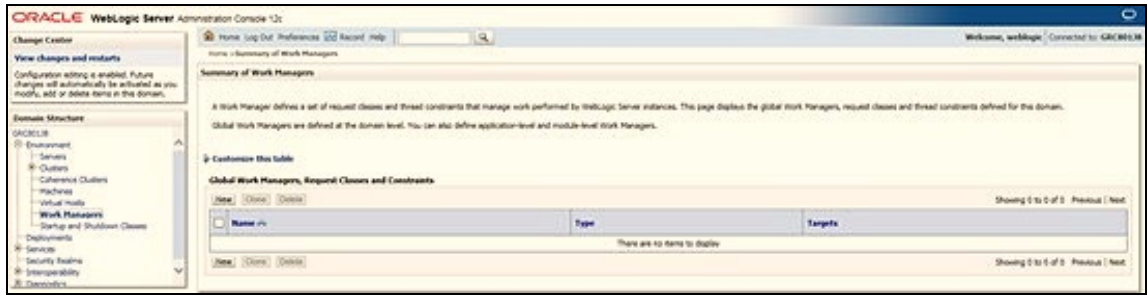 ORACLE WebLogic Server Administration Console 12c
Change Center
View changes and restarts
Configuration editing is enabled. Future
changes will automatically be activated as you
modify, add or delete items in this domain.
Domain Structure
GRC80138
Environment
Servers
Clusters
Coherence Clusters
Machines
Virtual Hosts
Work Managers
Startup and Shutdown Classes
Deployments
Services
Security Realms
Interoperability
Diagnostics
Home Log Out Preferences Record Help
Welcome, weblogic Connected to: GRC80138
Home >Summary of Work Managers
Summary of Work Managers
A Work Manager defines a set of request classes and thread constraints that manage work performed by WebLogic Server instances. This page displays the global Work Managers, request classes and thread constraints defined for this domain.
Global Work Managers are defined at the domain level. You can also define application-level and module-level Work Managers.
Customize this table
Global Work Managers, Request Classes and Constraints
New Clone Delete Showing 0 to 0 of 0 Previous | Next
Name Type Targets
There are no items to display
New Clone Delete Showing 0 to 0 of 0 Previous | Next